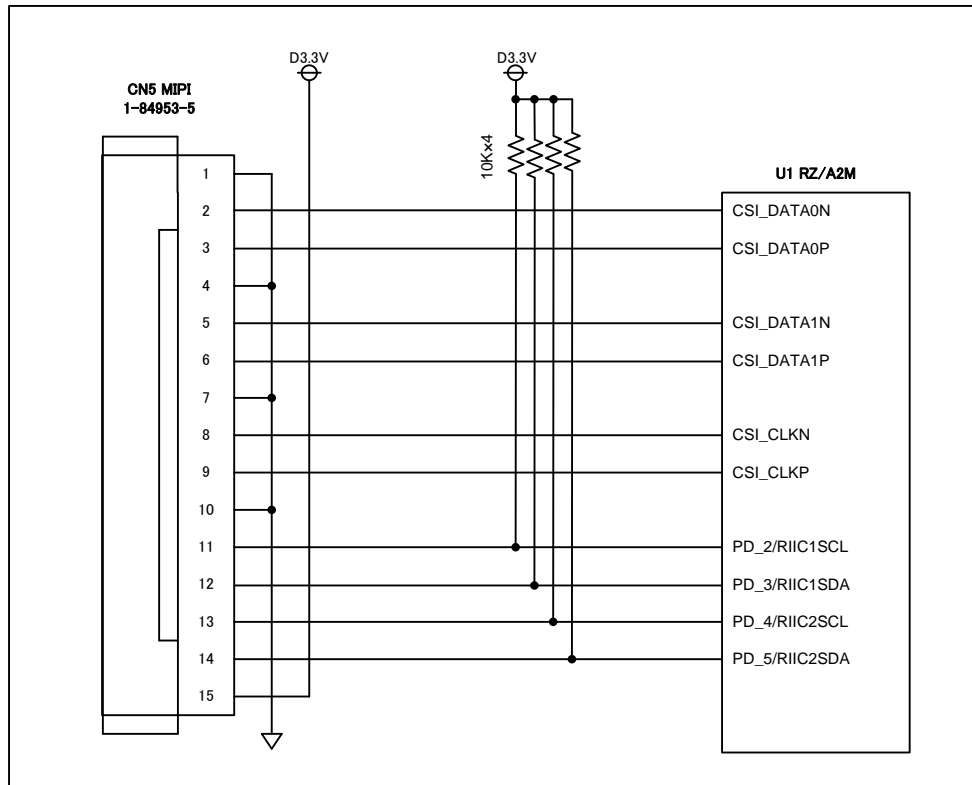 D3.3V
D3.3V
CN5 MIPI
1-84953-5
10K×4
U1 RZ/A2M
1
2
CSI_DATA0N
3
CSI_DATA0P
4
5
CSI_DATA1N
6
CSI_DATA1P
7
8
CSI_CLKN
9
CSI_CLKP
10
11
PD_2/RIIC1SCL
12
PD_3/RIIC1SDA
13
PD_4/RIIC2SCL
14
PD_5/RIIC2SDA
15